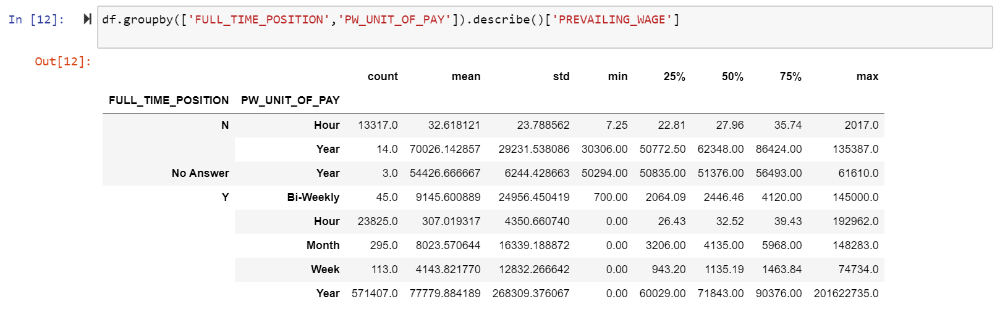 In [12]: df.groupby(['FULL_TIME_POSITION','PW_UNIT_OF_PAY']).describe()['PREVAILING_WAGE']
Out[12]:
count mean std min 25% 50% 75% max
FULL_TIME_POSITION PW_UNIT_OF_PAY
N Hour 13317.0 32.618121 23.788562 7.25 22.81 27.96 35.74 2017.0
Year 14.0 70026.142857 29231.538086 30306.00 50772.50 62348.00 86424.00 135387.0
No Answer Year 3.0 54426.666667 6244.428663 50294.00 50835.00 51376.00 56493.00 61610.0
Y Bi-Weekly 45.0 9145.600889 24956.450419 700.00 2064.09 2446.46 4120.00 145000.0
Hour 23825.0 307.019317 4350.660740 0.00 26.43 32.52 39.43 192962.0
Month 295.0 8023.570644 16339.188872 0.00 3206.00 4135.00 5968.00 148283.0
Week 113.0 4143.821770 12832.266642 0.00 943.20 1135.19 1463.84 74734.0
Year 571407.0 77779.884189 268309.376067 0.00 60029.00 71843.00 90376.00 201622735.0